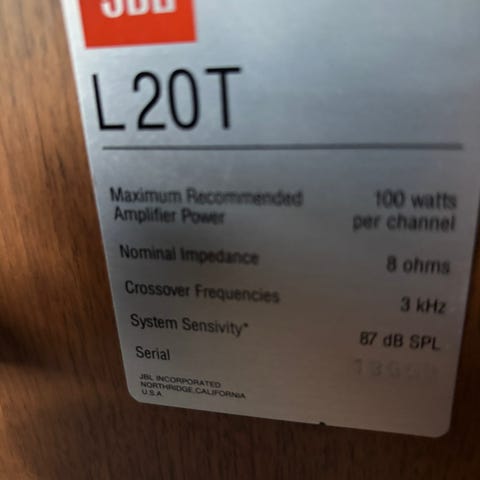 JBL
L20T
Maximum Recommended 100 watts
Amplifier Power per channel
Nominal Impedance 8 ohms
Crossover Frequencies 3 kHz
System Sensivity* 87 dB SPL
Serial
JBL INCORPORATED
NORTHRIDGE, CALIFORNIA
U.S.A.